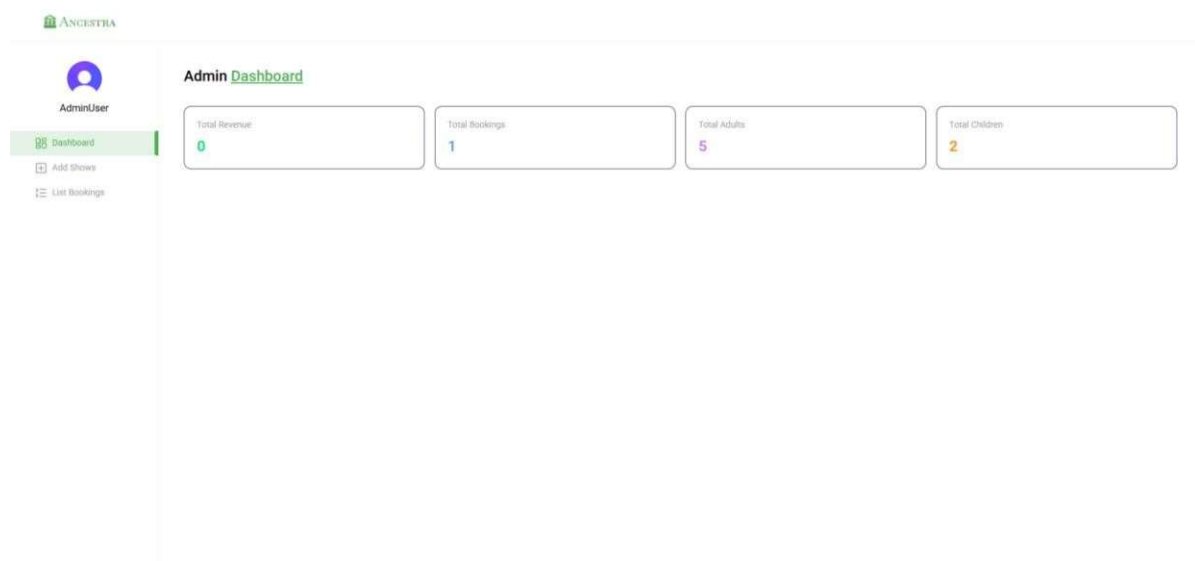 ANCESTRA
AdminUser
Dashboard
Add Shows
List Bookings
Admin Dashboard
Total Revenue
0
Total Bookings
1
Total Adults
5
Total Children
2